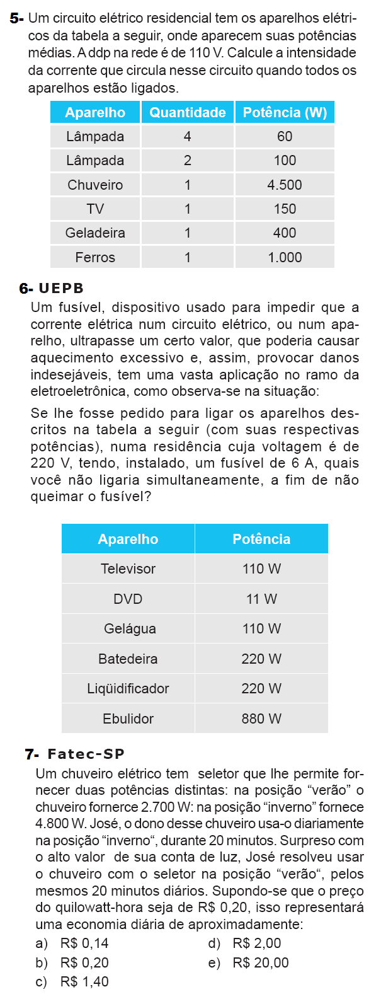 5- Um circuito elétrico residencial tem os aparelhos elétri-
cos da tabela a seguir, onde aparecem suas potências
médias. A ddp na rede é de 110 V. Calcule a intensidade
da corrente que circula nesse circuito quando todos os
aparelhos estão ligados.
Aparelho Quantidade Potência (W)
Lâmpada 4 60
Lâmpada 2 100
Chuveiro 1 4.500
TV 1 150
Geladeira 1 400
Ferros 1 1.000
6- UEPB
Um fusível, dispositivo usado para impedir que a
corrente elétrica num circuito elétrico, ou num apa-
relho, ultrapasse um certo valor, que poderia causar
aquecimento excessivo e, assim, provocar danos
indesejáveis, tem uma vasta aplicação no ramo da
eletroeletrônica, como observa-se na situação:
Se lhe fosse pedido para ligar os aparelhos des-
critos na tabela a seguir (com suas respectivas
potências), numa residência cuja voltagem é de
220 V, tendo, instalado, um fusível de 6 A, quais
você não ligaria simultaneamente, a fim de não
queimar o fusível?
Aparelho Potência
Televisor 110 W
DVD 11 W
Gelágua 110 W
Batedeira 220 W
Liqüidificador 220 W
Ebulidor 880 W
7- Fatec-SP
Um chuveiro elétrico tem seletor que lhe permite for-
necer duas potências distintas: na posição “verão” o
chuveiro fornerce 2.700 W: na posição “inverno” fornece
4.800 W. José, o dono desse chuveiro usa-o diariamente
na posição “inverno“, durante 20 minutos. Surpreso com
o alto valor de sua conta de luz, José resolveu usar
o chuveiro com o seletor na posição “verão“, pelos
mesmos 20 minutos diários. Supondo-se que o preço
do quilowatt-hora seja de R$ 0,20, isso representará
uma economia diária de aproximadamente:
a) R$ 0,14 d) R$ 2,00
b) R$ 0,20 e) R$ 20,00
c) R$ 1,40